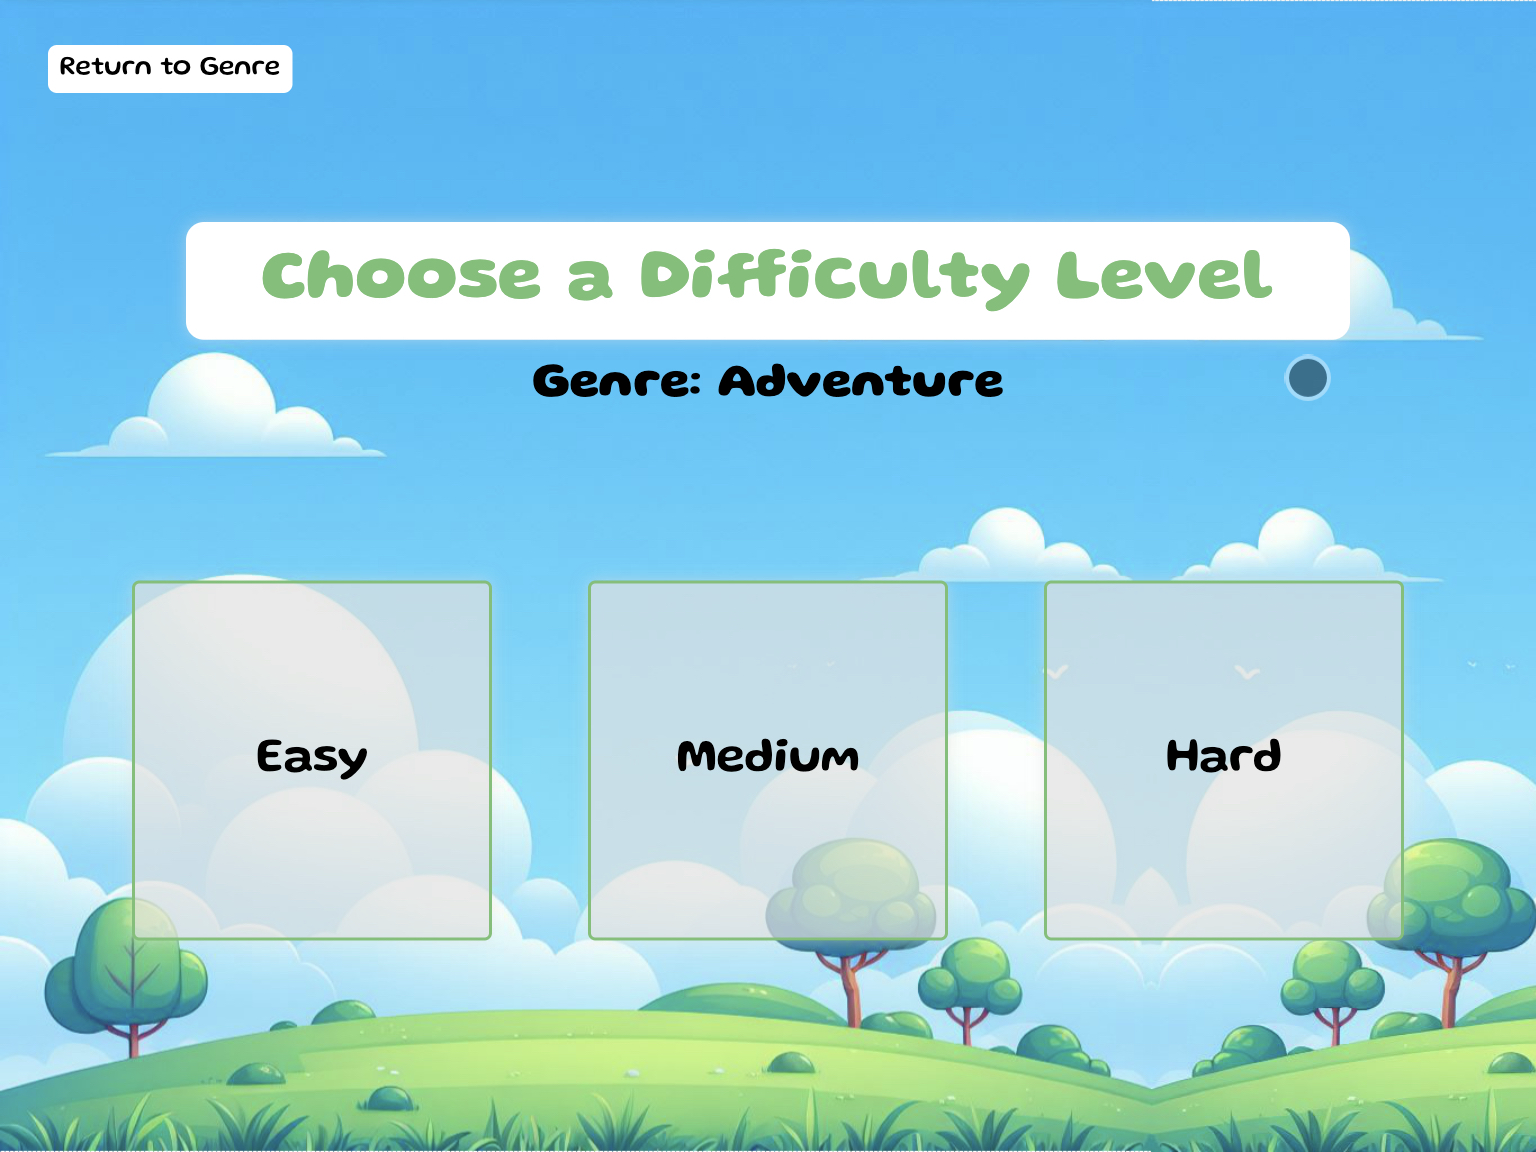 Return to Genre
Choose a Difficulty Level
Genre: Adventure
Easy
Medium
Hard